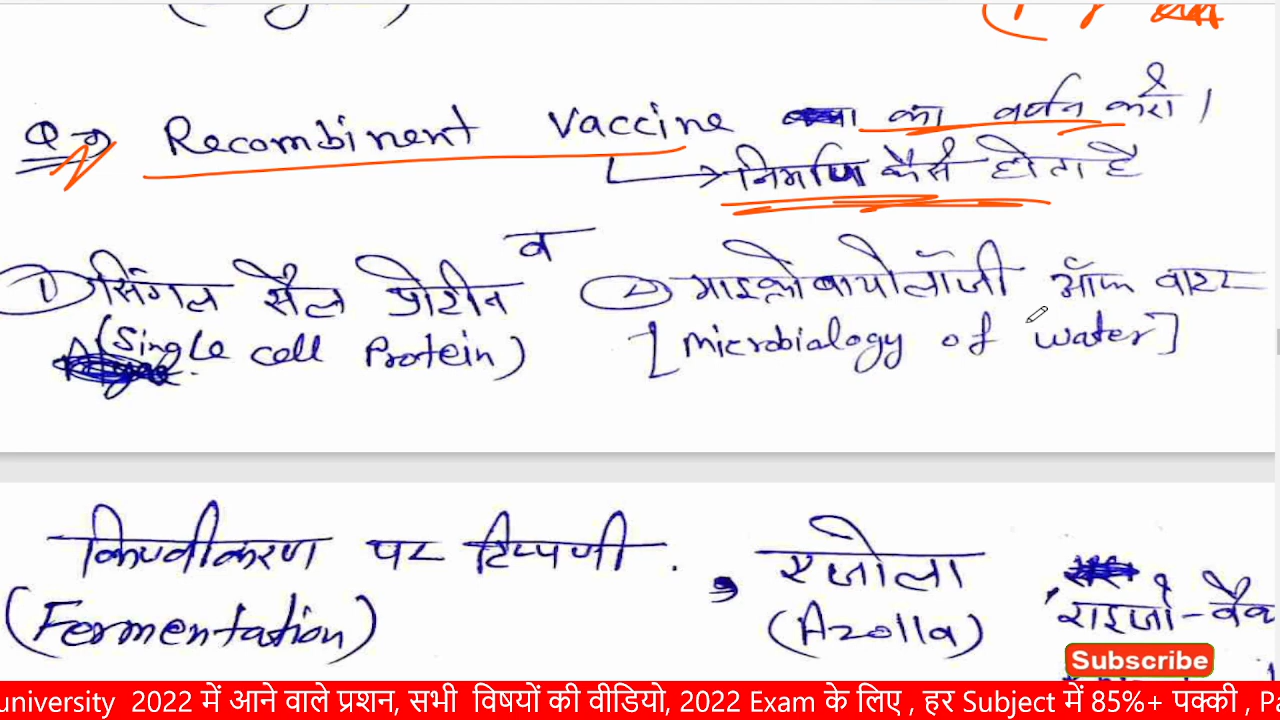 Recombinent Vaccine का वर्णन करो।
→ निर्माण कैसे होता है
① सिंगल सैल प्रोटीन व ② माइक्रोबायोलॉजी ऑफ वाटर
(Single cell Protein) [microbialogy of water]
किण्वीकरण पर टिप्पणी . , एजोला
(Fermentation) (Azolla) राइजो-बैक
Subscribe
university 2022 में आने वाले प्रशन, सभी विषयों की वीडियो, 2022 Exam के लिए , हर Subject में 85%+ पक्की , Pa